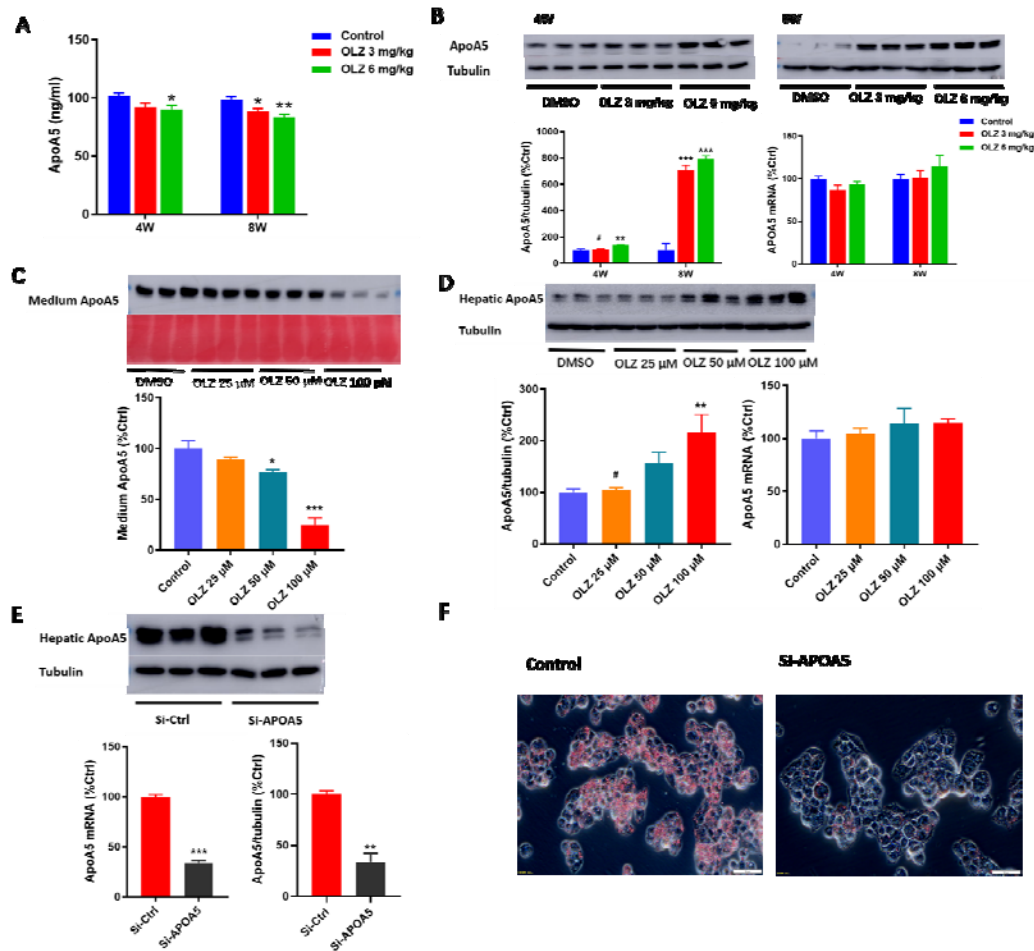 A
ApoA5 (ng/ml)
150
100
50
0
4W
8W
*
*
**
Control
OLZ 3 mg/kg
OLZ 6 mg/kg
B
4W
8W
ApoA5
Tubulin
DMSO
OLZ 3 mg/kg
OLZ 6 mg/kg
DMSO
OLZ 3 mg/kg
OLZ 6 mg/kg
ApoA5/tubulin (%Ctrl)
1000
800
600
400
200
0
#
**
***
^^^
4W
8W
APOA5 mRNA (%Ctrl)
150
100
50
0
4W
8W
Control
OLZ 3 mg/kg
OLZ 6 mg/kg
C
Medium ApoA5
DMSO
OLZ 25 μM
OLZ 50 μM
OLZ 100 μM
Medium ApoA5 (%Ctrl)
150
100
50
0
*
***
Control
OLZ 25 μM
OLZ 50 μM
OLZ 100 μM
D
Hepatic ApoA5
Tubulin
DMSO
OLZ 25 μM
OLZ 50 μM
OLZ 100 μM
ApoA5/tubulin (%Ctrl)
300
200
100
0
#
**
Control
OLZ 25 μM
OLZ 50 μM
OLZ 100 μM
ApoA5 mRNA (%Ctrl)
150
100
50
0
Control
OLZ 25 μM
OLZ 50 μM
OLZ 100 μM
E
Hepatic ApoA5
Tubulin
Si-Ctrl
Si-APOA5
ApoA5 mRNA (%Ctrl)
150
100
50
0
^^^
Si-Ctrl
Si-APOA5
ApoA5/tubulin (%Ctrl)
150
100
50
0
**
Si-Ctrl
Si-APOA5
F
Control
Si-APOA5